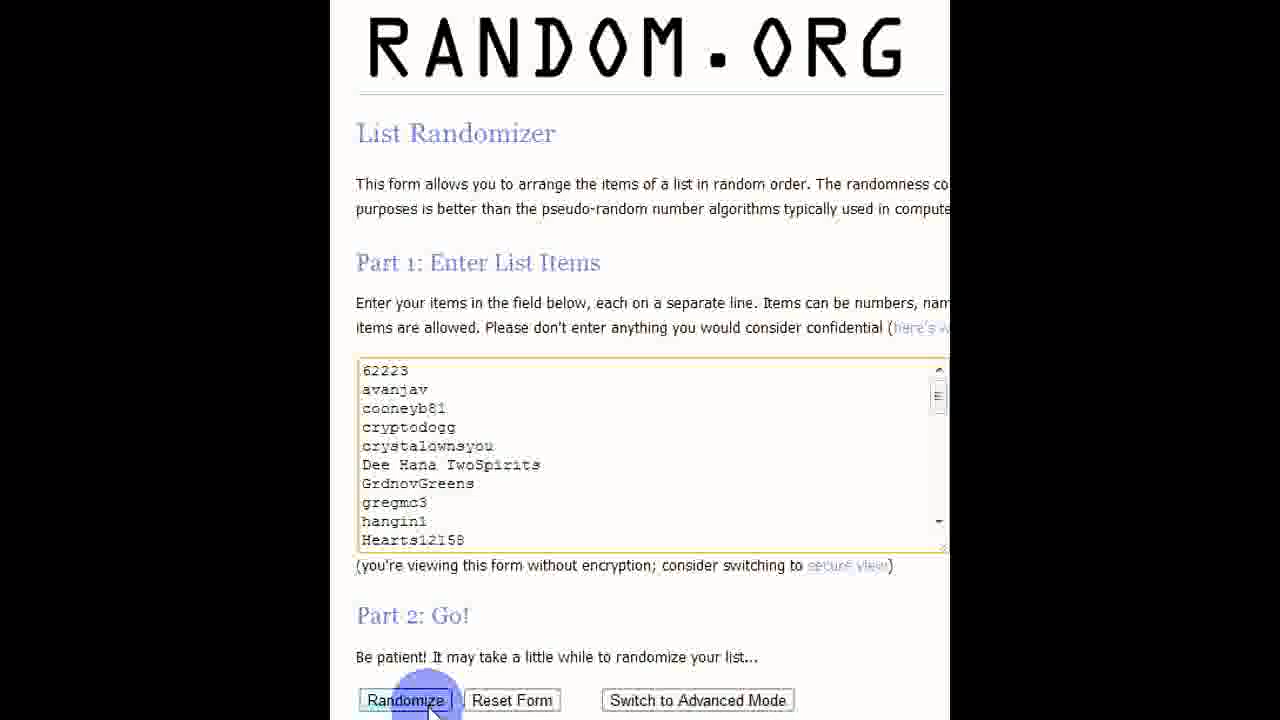 RANDOM.ORG
List Randomizer
This form allows you to arrange the items of a list in random order. The randomness co
purposes is better than the pseudo-random number algorithms typically used in compute
Part 1: Enter List Items
Enter your items in the field below, each on a separate line. Items can be numbers, nam
items are allowed. Please don't enter anything you would consider confidential (here's w
62223
avanjav
cooneyb81
cryptodogg
crystalownsyou
Dee Hana TwoSpirits
GrdnovGreens
gregmc3
hangin1
Hearts12158
(you're viewing this form without encryption; consider switching to secure view)
Part 2: Go!
Be patient! It may take a little while to randomize your list...
Randomize Reset Form Switch to Advanced Mode